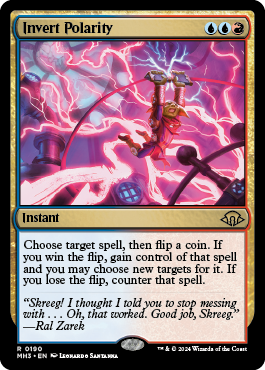 Invert Polarity
Instant
Choose target spell, then flip a coin. If
you win the flip, gain control of that spell
and you may choose new targets for it. If
you lose the flip, counter that spell.
“Skreeg! I thought I told you to stop messing
with . . . Oh, that worked. Good job, Skreeg.”
—Ral Zarek
R 0190
MH3 • EN Leonardo Santanna
™ & © 2024 Wizards of the Coast